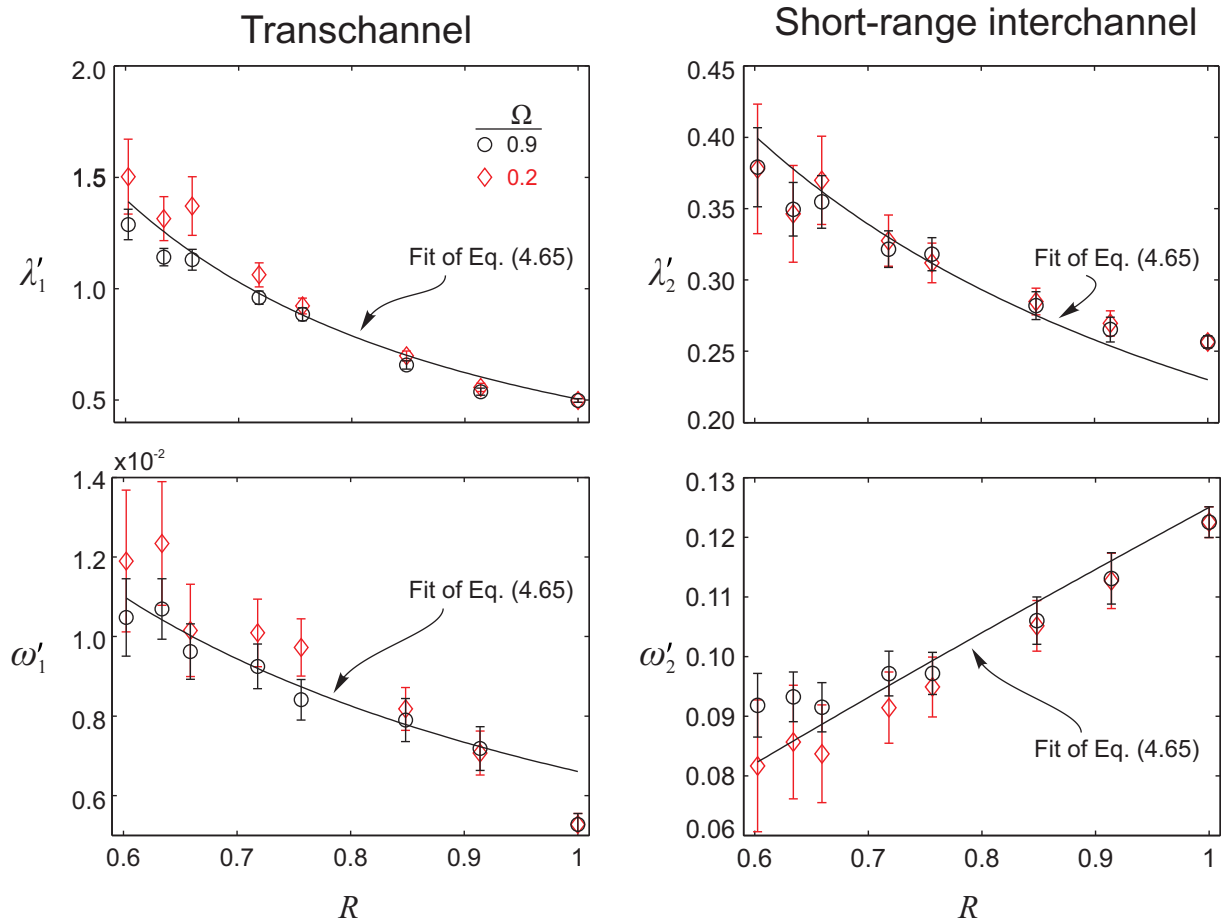 Transchannel
2.0
1.5
1.0
0.5
λ′₁
Ω
0.9
0.2
Fit of Eq. (4.65)
Short-range interchannel
0.45
0.40
0.35
0.30
0.25
0.20
λ′₂
Fit of Eq. (4.65)
x10⁻²
1.4
1.2
1.0
0.8
0.6
ω′₁
Fit of Eq. (4.65)
0.6
0.7
0.8
0.9
1
R
0.13
0.12
0.11
0.10
0.09
0.08
0.06
ω′₂
Fit of Eq. (4.65)
0.6
0.7
0.8
0.9
1
R